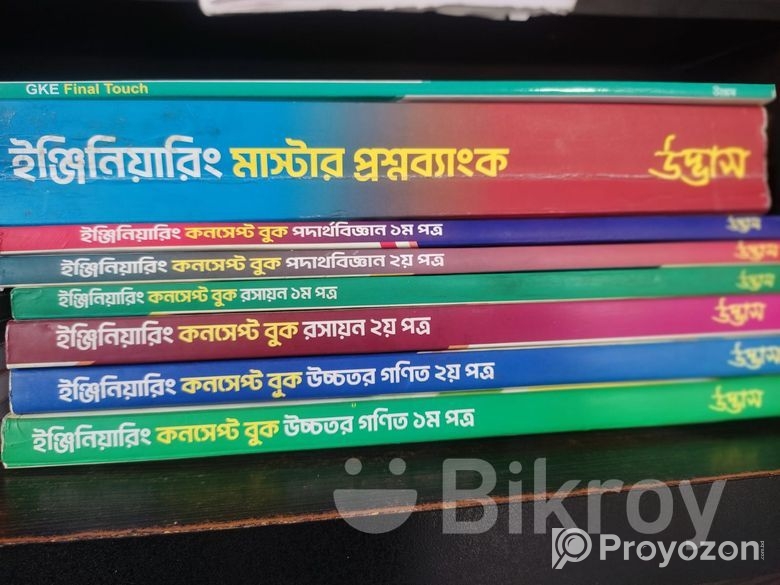 GKE Final Touch উদ্ভাস
ইঞ্জিনিয়ারিং মাস্টার প্রশ্নব্যাংক উদ্ভাস
ইঞ্জিনিয়ারিং কনসেপ্ট বুক পদার্থবিজ্ঞান ১ম পত্র উদ্ভাস
ইঞ্জিনিয়ারিং কনসেপ্ট বুক পদার্থবিজ্ঞান ২য় পত্র উদ্ভাস
ইঞ্জিনিয়ারিং কনসেপ্ট বুক রসায়ন ১ম পত্র উদ্ভাস
ইঞ্জিনিয়ারিং কনসেপ্ট বুক রসায়ন ২য় পত্র উদ্ভাস
ইঞ্জিনিয়ারিং কনসেপ্ট বুক উচ্চতর গণিত ২য় পত্র উদ্ভাস
ইঞ্জিনিয়ারিং কনসেপ্ট বুক উচ্চতর গণিত ১ম পত্র উদ্ভাস
Bikroy
Proyozon